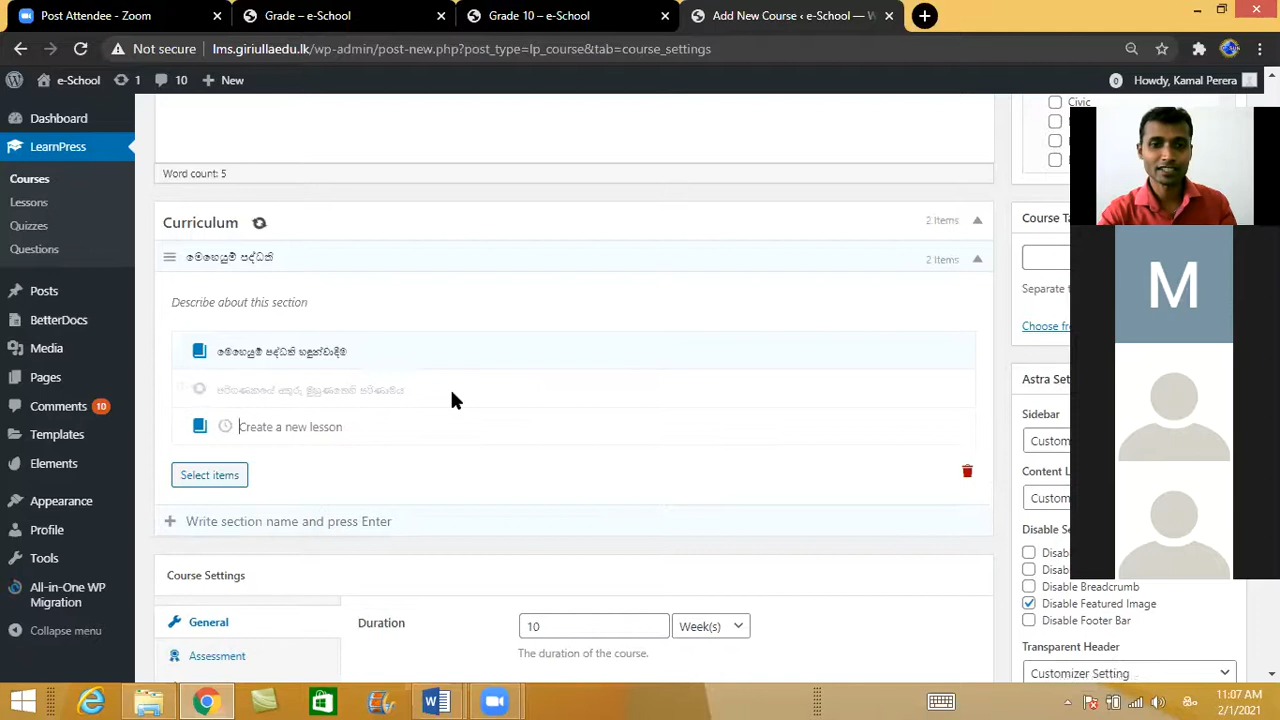 Post Attendee - Zoom
Grade – e-School
Grade 10 – e-School
Add New Course ‹ e-School — W
Not secure
lms.giriullaedu.lk/wp-admin/post-new.php?post_type=lp_course&tab=course_settings
e-School
1
10
New
0
Howdy, Kamal Perera
Dashboard
LearnPress
Courses
Lessons
Quizzes
Questions
Posts
BetterDocs
Media
Pages
Comments 10
Templates
Elements
Appearance
Profile
Tools
All-in-One WP
Migration
Collapse menu
Word count: 5
Curriculum
2 Items
මෙහෙයුම් පද්ධති
2 Items
Describe about this section
මෙහෙයුම් පද්ධති හඳුන්වාදීම
Create a new lesson
Select items
Write section name and press Enter
Course Settings
General
Assessment
Duration
10
Week(s)
The duration of the course.
Civic
Course Ta
Separate
Choose fr
Astra Set
Sidebar
Custom
Content L
Custom
Disable Se
Disab
Disab
Disable Breadcrumb
Disable Featured Image
Disable Footer Bar
Transparent Header
Customizer Setting
M
11:07 AM
2/1/2021